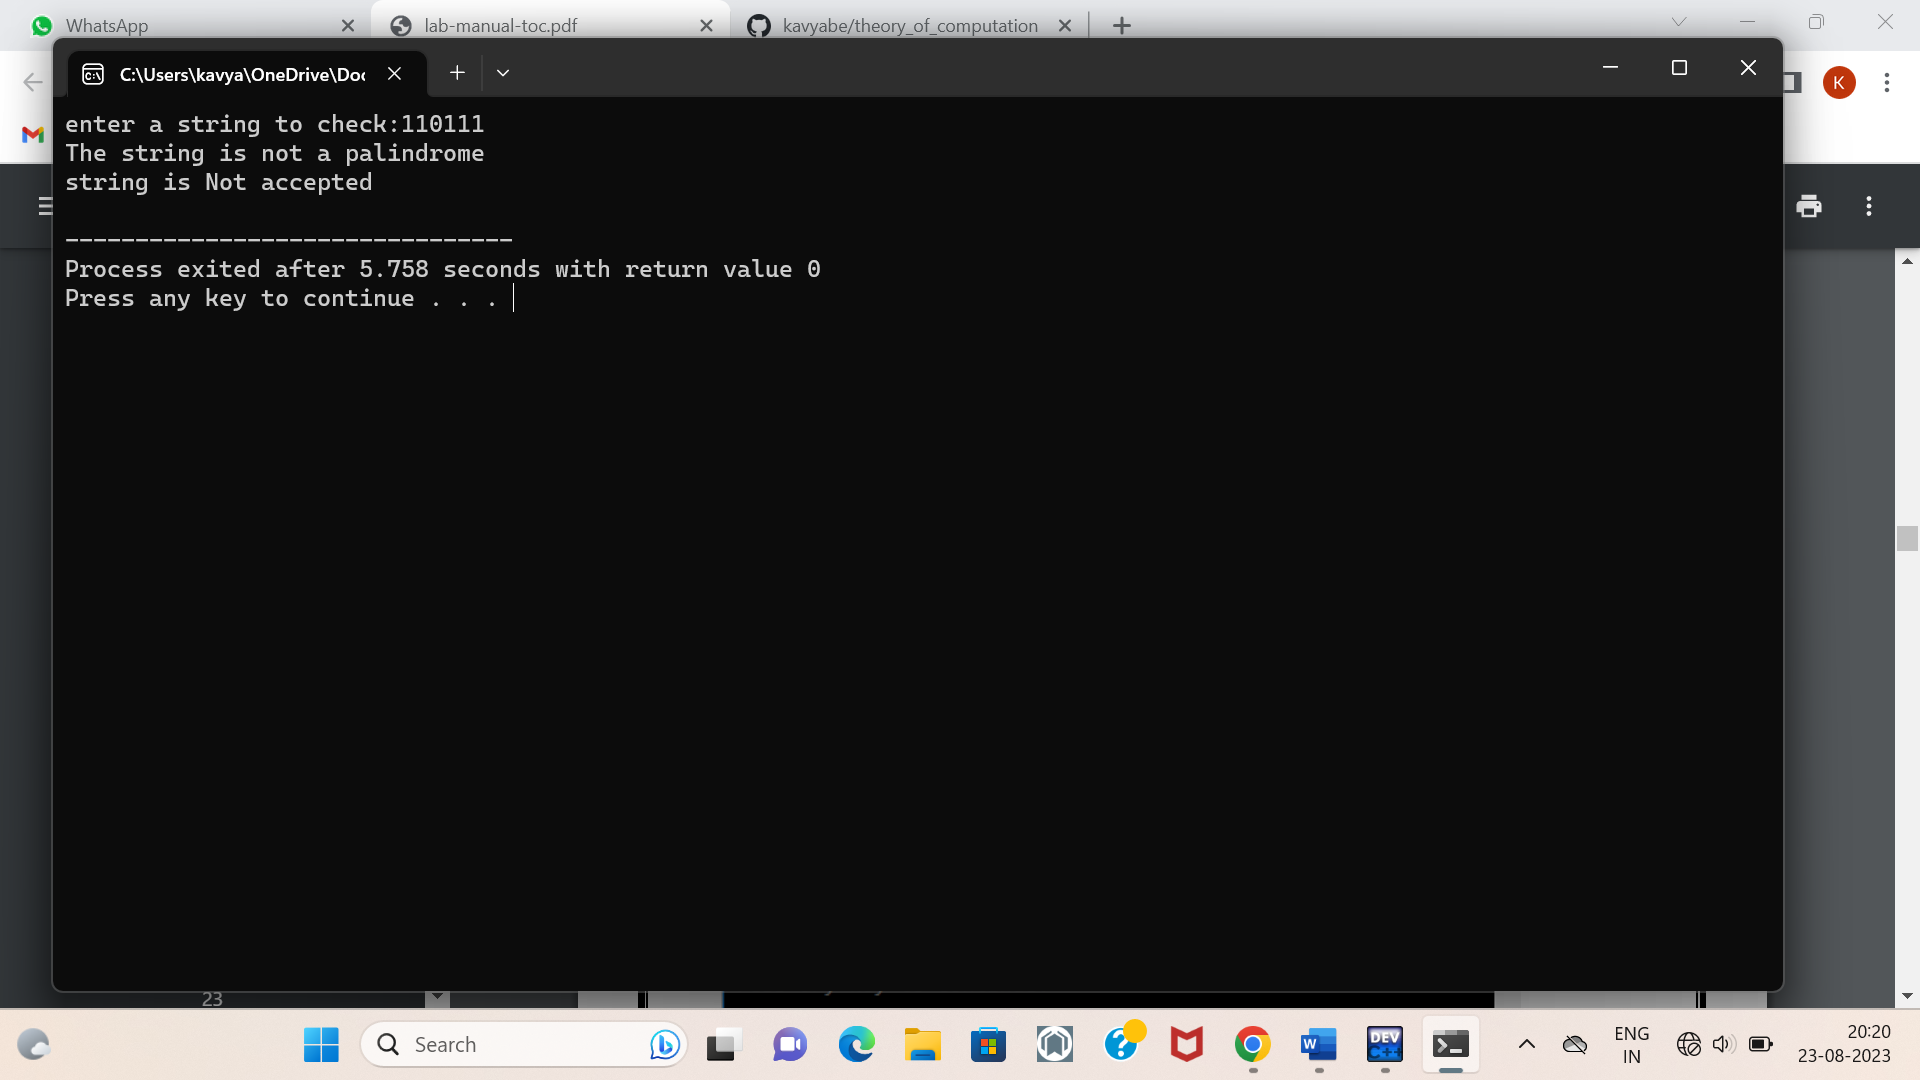 WhatsApp
lab-manual-toc.pdf
kavyabe/theory_of_computation
C:\Users\kavya\OneDrive\Doc
K
enter a string to check:110111
The string is not a palindrome
string is Not accepted
--------------------------------
Process exited after 5.758 seconds with return value 0
Press any key to continue . . .
23
Search
DEV
C++
W
ENG
IN
20:20
23-08-2023